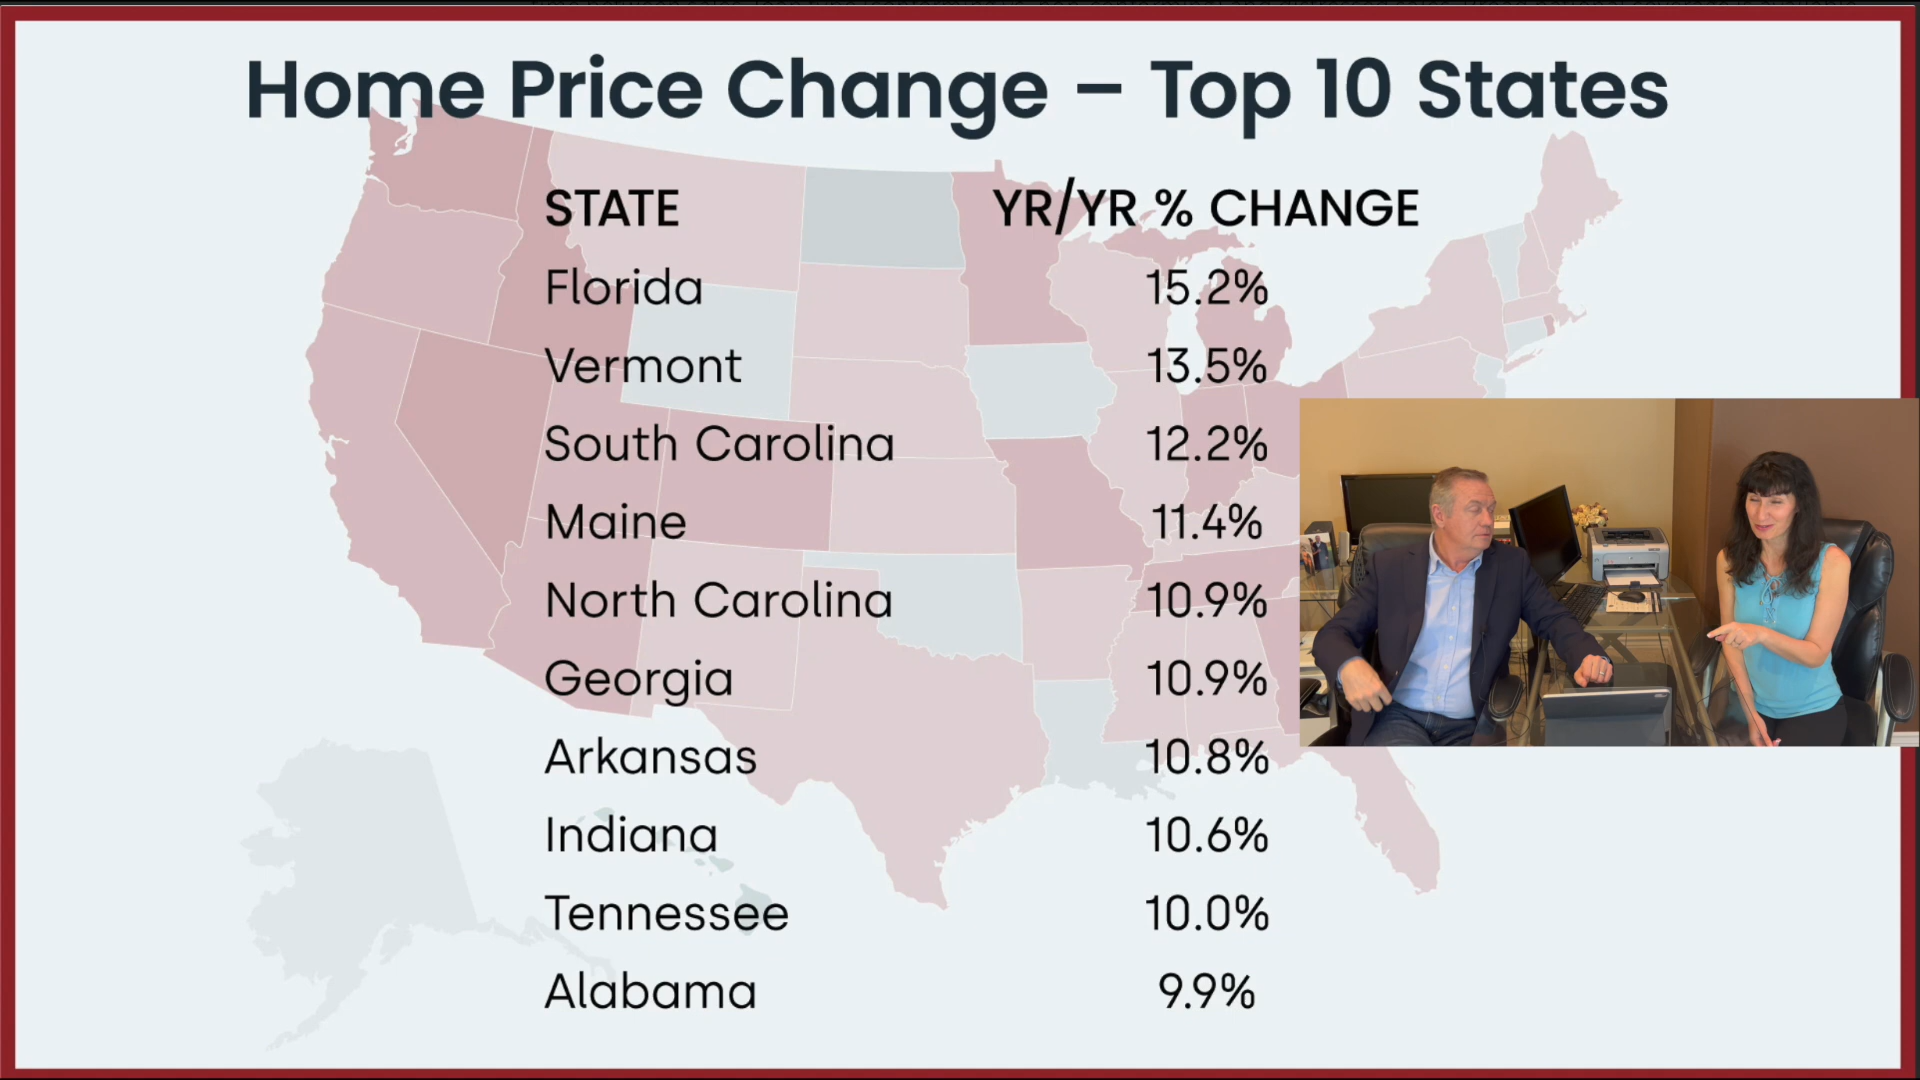 Home Price Change – Top 10 States
STATE YR/YR % CHANGE
Florida 15.2%
Vermont 13.5%
South Carolina 12.2%
Maine 11.4%
North Carolina 10.9%
Georgia 10.9%
Arkansas 10.8%
Indiana 10.6%
Tennessee 10.0%
Alabama 9.9%